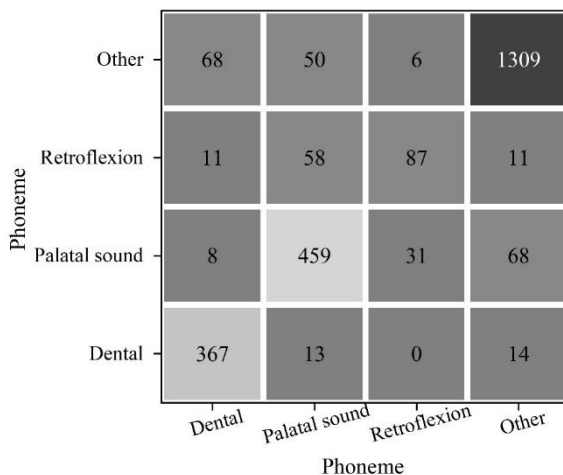 Other 68 50 6 1309
Retroflexion 11 58 87 11
Phoneme
Palatal sound 8 459 31 68
Dental 367 13 0 14
Dental Palatal sound Retroflexion Other
Phoneme